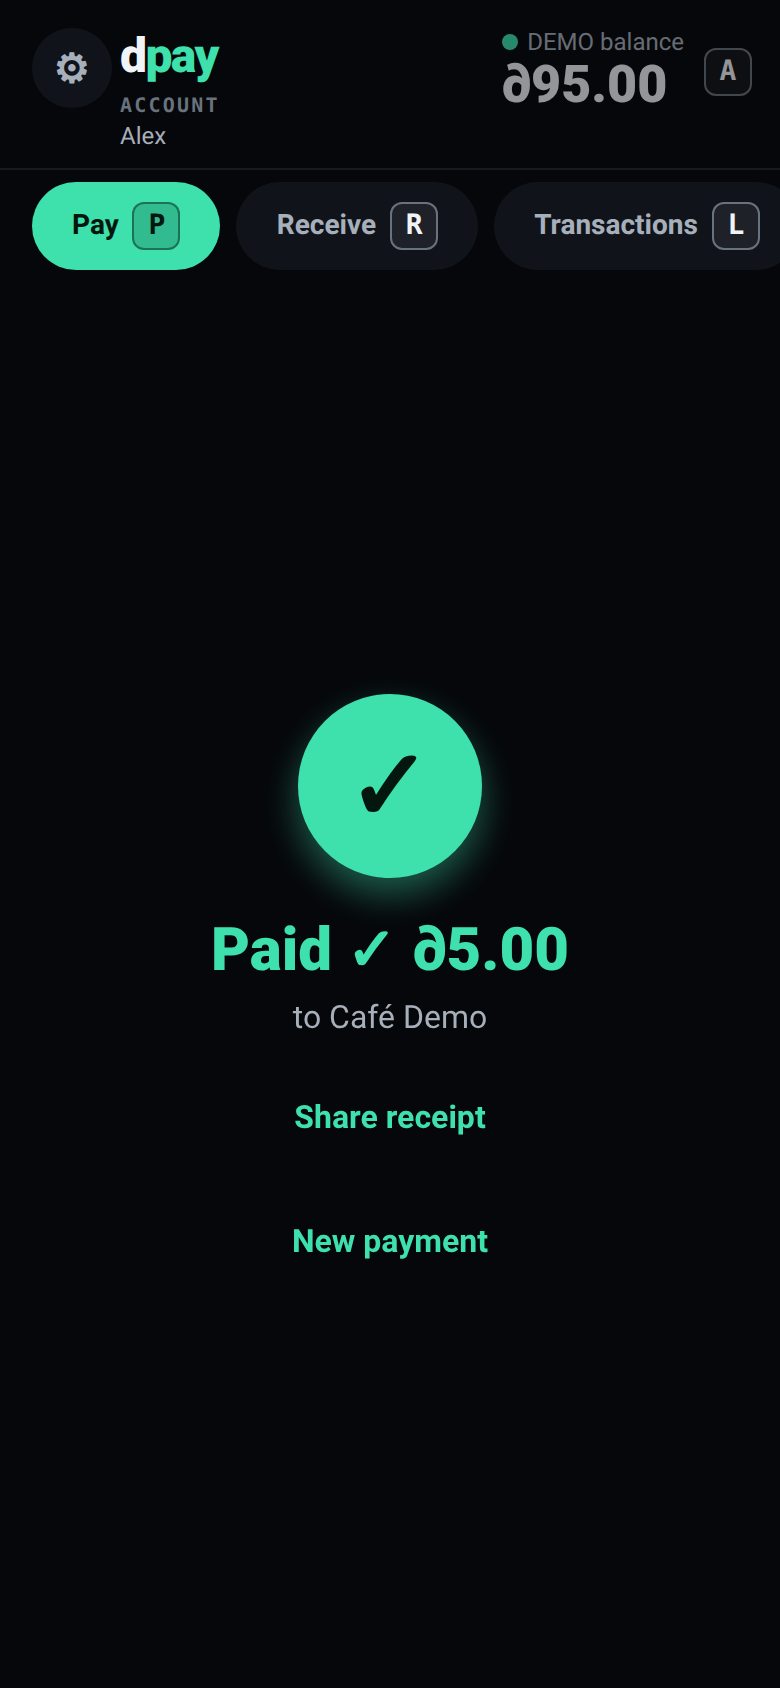 dpay
ACCOUNT
Alex
DEMO balance
∂95.00
A
Pay P
Receive R
Transactions L
Paid ✓ ∂5.00
to Café Demo
Share receipt
New payment